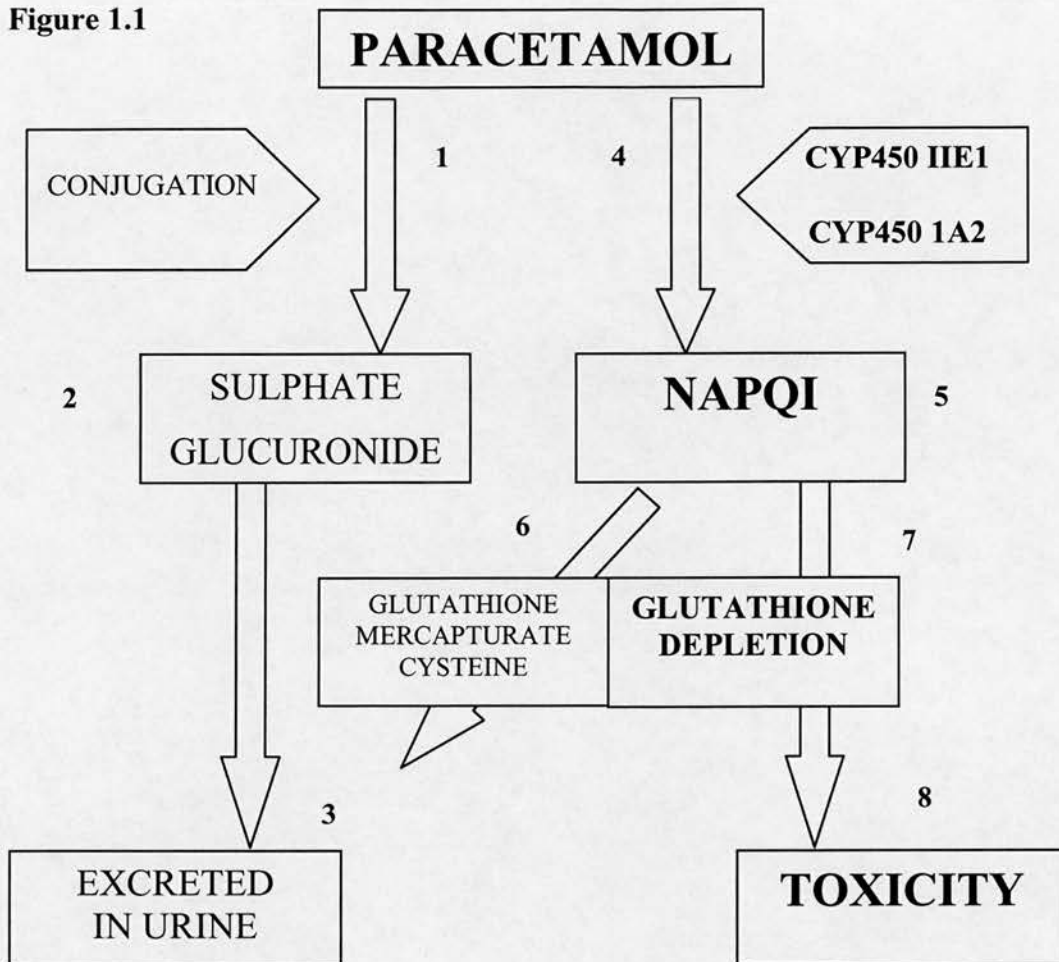 Figure 1.1
PARACETAMOL
CONJUGATION
1
4
CYP450 IIE1
CYP450 1A2
2
SULPHATE
GLUCURONIDE
NAPQI
5
6
7
GLUTATHIONE
MERCAPTURATE
CYSTEINE
GLUTATHIONE
DEPLETION
3
8
EXCRETED
IN URINE
TOXICITY